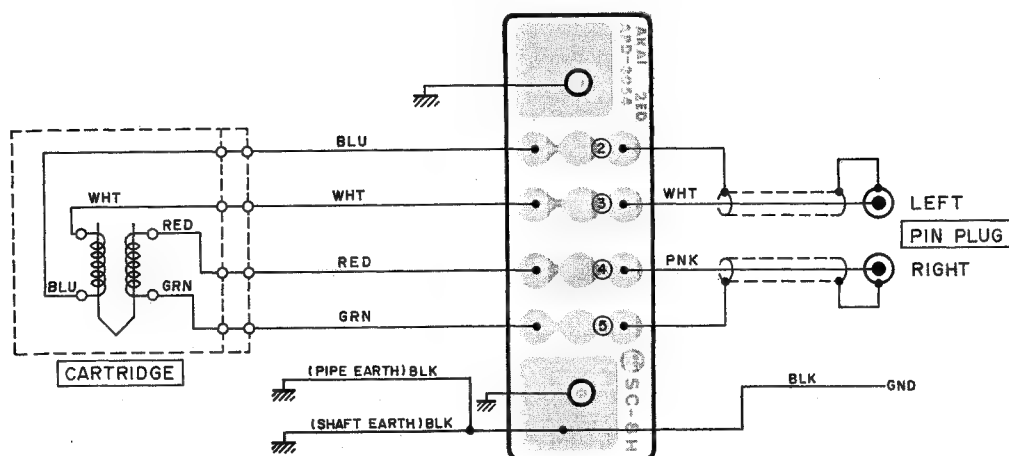 AKAI 2ED
BLU
②
WHT
WHT
③
WHT
LEFT
PIN PLUG
RED
RED
④
PNK
RIGHT
BLU
GRN
GRN
⑤
CARTRIDGE
(PIPE EARTH)BLK
SC-8H
BLK
GND
(SHAFT EARTH)BLK